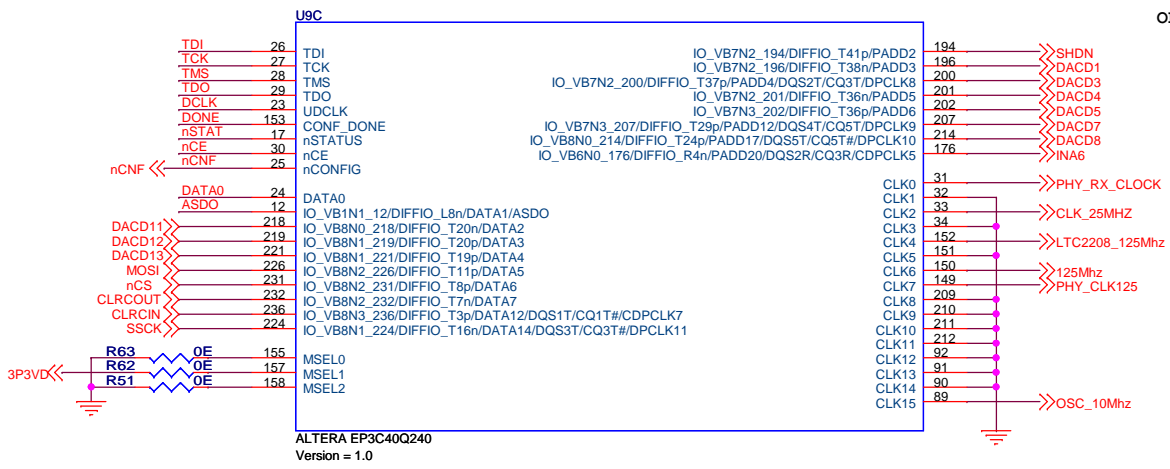 U9C
TDI 26 TDI
TCK 27 TCK
TMS 28 TMS
TDO 29 TDO
DCLK 23 UDCLK
DONE 153 CONF_DONE
nSTAT 17 nSTATUS
nCE 30 nCE
nCNF nCNF 25 nCONFIG
DATA0 24 DATA0
ASDO 12 IO_VB1N1_12/DIFFIO_L8n/DATA1/ASDO
DACD11 218 IO_VB8N0_218/DIFFIO_T20n/DATA2
DACD12 219 IO_VB8N1_219/DIFFIO_T20p/DATA3
DACD13 221 IO_VB8N1_221/DIFFIO_T19p/DATA4
MOSI 226 IO_VB8N2_226/DIFFIO_T11p/DATA5
nCS 231 IO_VB8N2_231/DIFFIO_T8p/DATA6
CLRCOUT 232 IO_VB8N2_232/DIFFIO_T7n/DATA7
CLRCIN 236 IO_VB8N3_236/DIFFIO_T3p/DATA12/DQS1T/CQ1T#/CDPCLK7
SSCK 224 IO_VB8N1_224/DIFFIO_T16n/DATA14/DQS3T/CQ3T#/DPCLK11
R63 0E 155 MSEL0
3P3VD R62 0E 157 MSEL1
R51 0E 158 MSEL2
IO_VB7N2_194/DIFFIO_T41p/PADD2 194 SHDN
IO_VB7N2_196/DIFFIO_T38n/PADD3 196 DACD1
IO_VB7N2_200/DIFFIO_T37p/PADD4/DQS2T/CQ3T/DPCLK8 200 DACD3
IO_VB7N2_201/DIFFIO_T36n/PADD5 201 DACD4
IO_VB7N3_202/DIFFIO_T36p/PADD6 202 DACD5
IO_VB7N3_207/DIFFIO_T29p/PADD12/DQS4T/CQ5T/DPCLK9 207 DACD7
IO_VB8N0_214/DIFFIO_T24p/PADD17/DQS5T/CQ5T#/DPCLK10 214 DACD8
IO_VB6N0_176/DIFFIO_R4n/PADD20/DQS2R/CQ3R/CDPCLK5 176 INA6
CLK0 31 PHY_RX_CLOCK
CLK1 32
CLK2 33 CLK_25MHZ
CLK3 34
CLK4 152 LTC2208_125Mhz
CLK5 151
CLK6 150 125Mhz
CLK7 149 PHY_CLK125
CLK8 209
CLK9 210
CLK10 211
CLK11 212
CLK12 92
CLK13 91
CLK14 90
CLK15 89 OSC_10Mhz
ALTERA EP3C40Q240
Version = 1.0